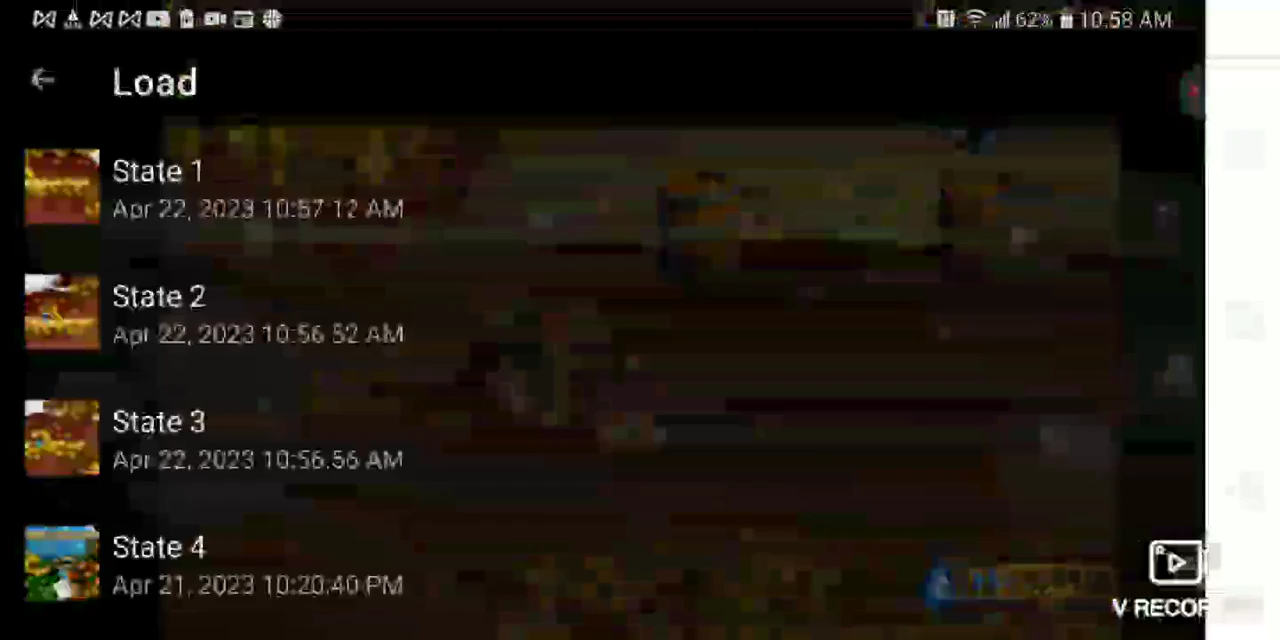 62% 10.58 AM
Load
State 1
Apr 22, 2023 10:57 12 AM
State 2
Apr 22, 2023 10:56 52 AM
State 3
Apr 22, 2023 10:56.56 AM
State 4
Apr 21, 2023 10:20:40 PM
V RECOR